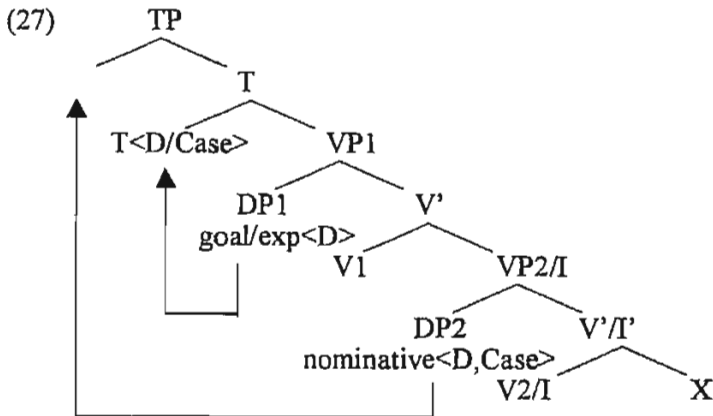 (27) TP
T
T<D/Case> VP1
DP1 V'
goal/exp<D>
V1 VP2/I
DP2 V'/I'
nominative<D,Case>
V2/I X